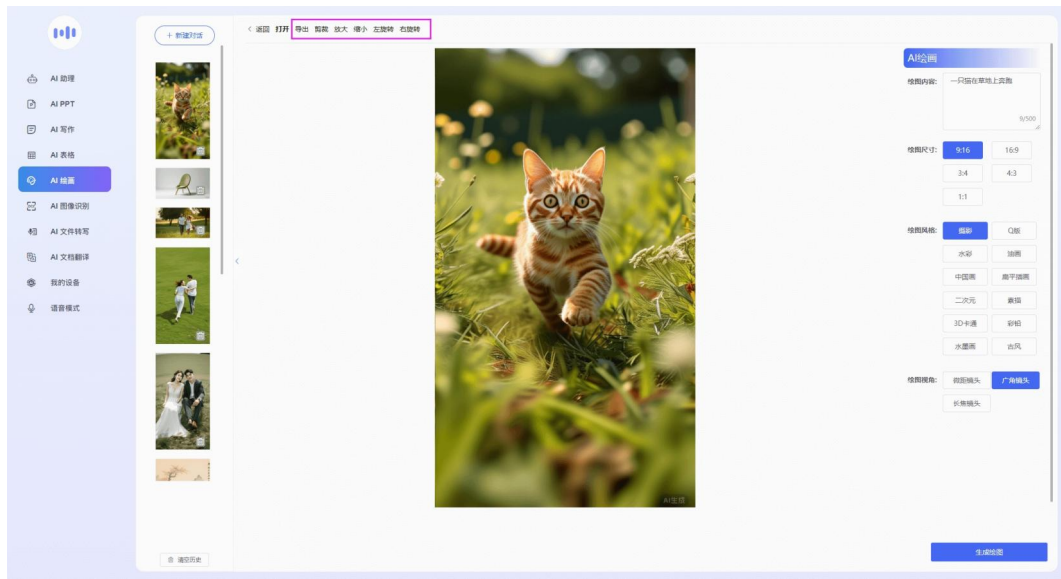 AI 助理
AI PPT
AI 写作
AI 表格
AI 绘画
AI 图像识别
AI 文件转写
AI 文档翻译
我的设备
语音模式
+ 新建对话
清空历史
< 返回 打开 导出 剪裁 放大 缩小 左旋转 右旋转
AI生成
AI绘画
绘图内容: 一只猫在草地上奔跑
9/500
绘图尺寸: 9:16 16:9
3:4 4:3
1:1
绘图风格: 摄影 Q版
水彩 油画
中国画 扁平插画
二次元 素描
3D卡通 彩铅
水墨画 古风
绘图视角: 微距镜头 广角镜头
长焦镜头
生成绘图